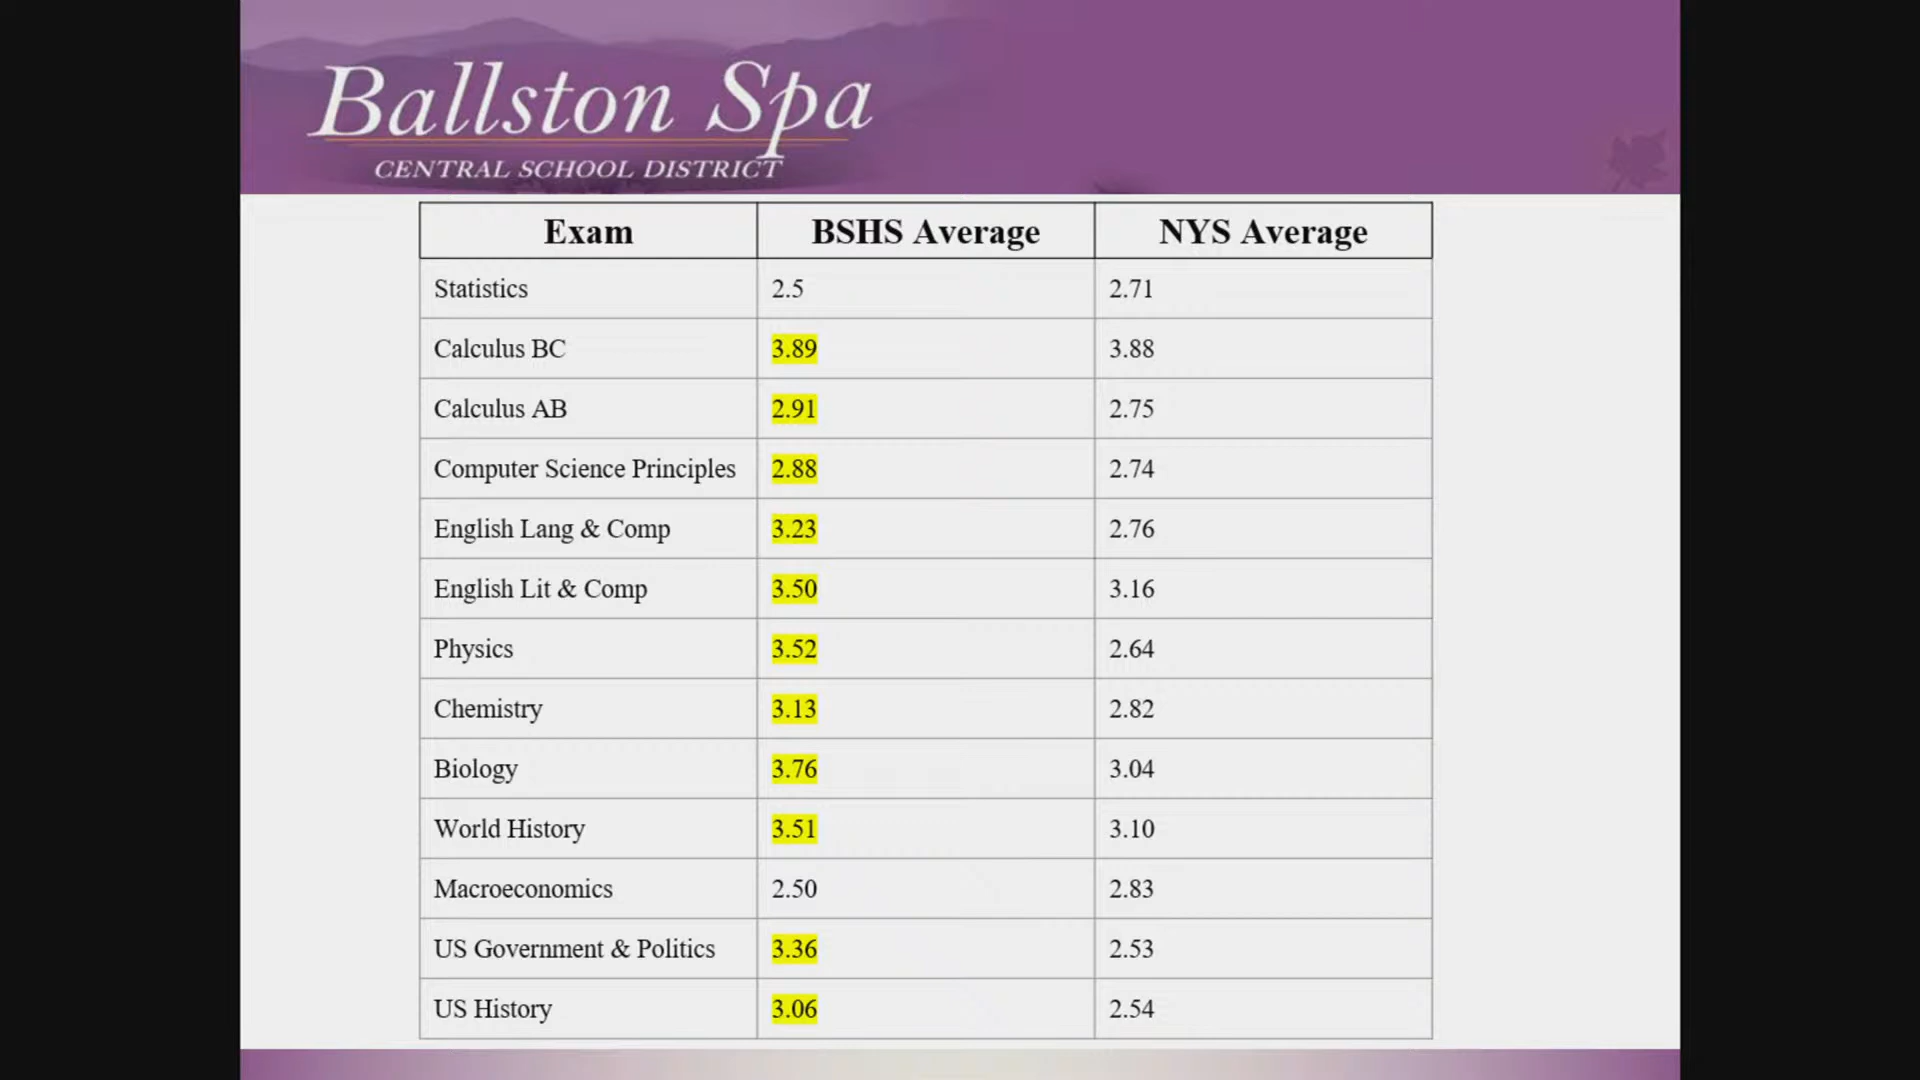 Ballston Spa
CENTRAL SCHOOL DISTRICT
Exam BSHS Average NYS Average
Statistics 2.5 2.71
Calculus BC 3.89 3.88
Calculus AB 2.91 2.75
Computer Science Principles 2.88 2.74
English Lang & Comp 3.23 2.76
English Lit & Comp 3.50 3.16
Physics 3.52 2.64
Chemistry 3.13 2.82
Biology 3.76 3.04
World History 3.51 3.10
Macroeconomics 2.50 2.83
US Government & Politics 3.36 2.53
US History 3.06 2.54